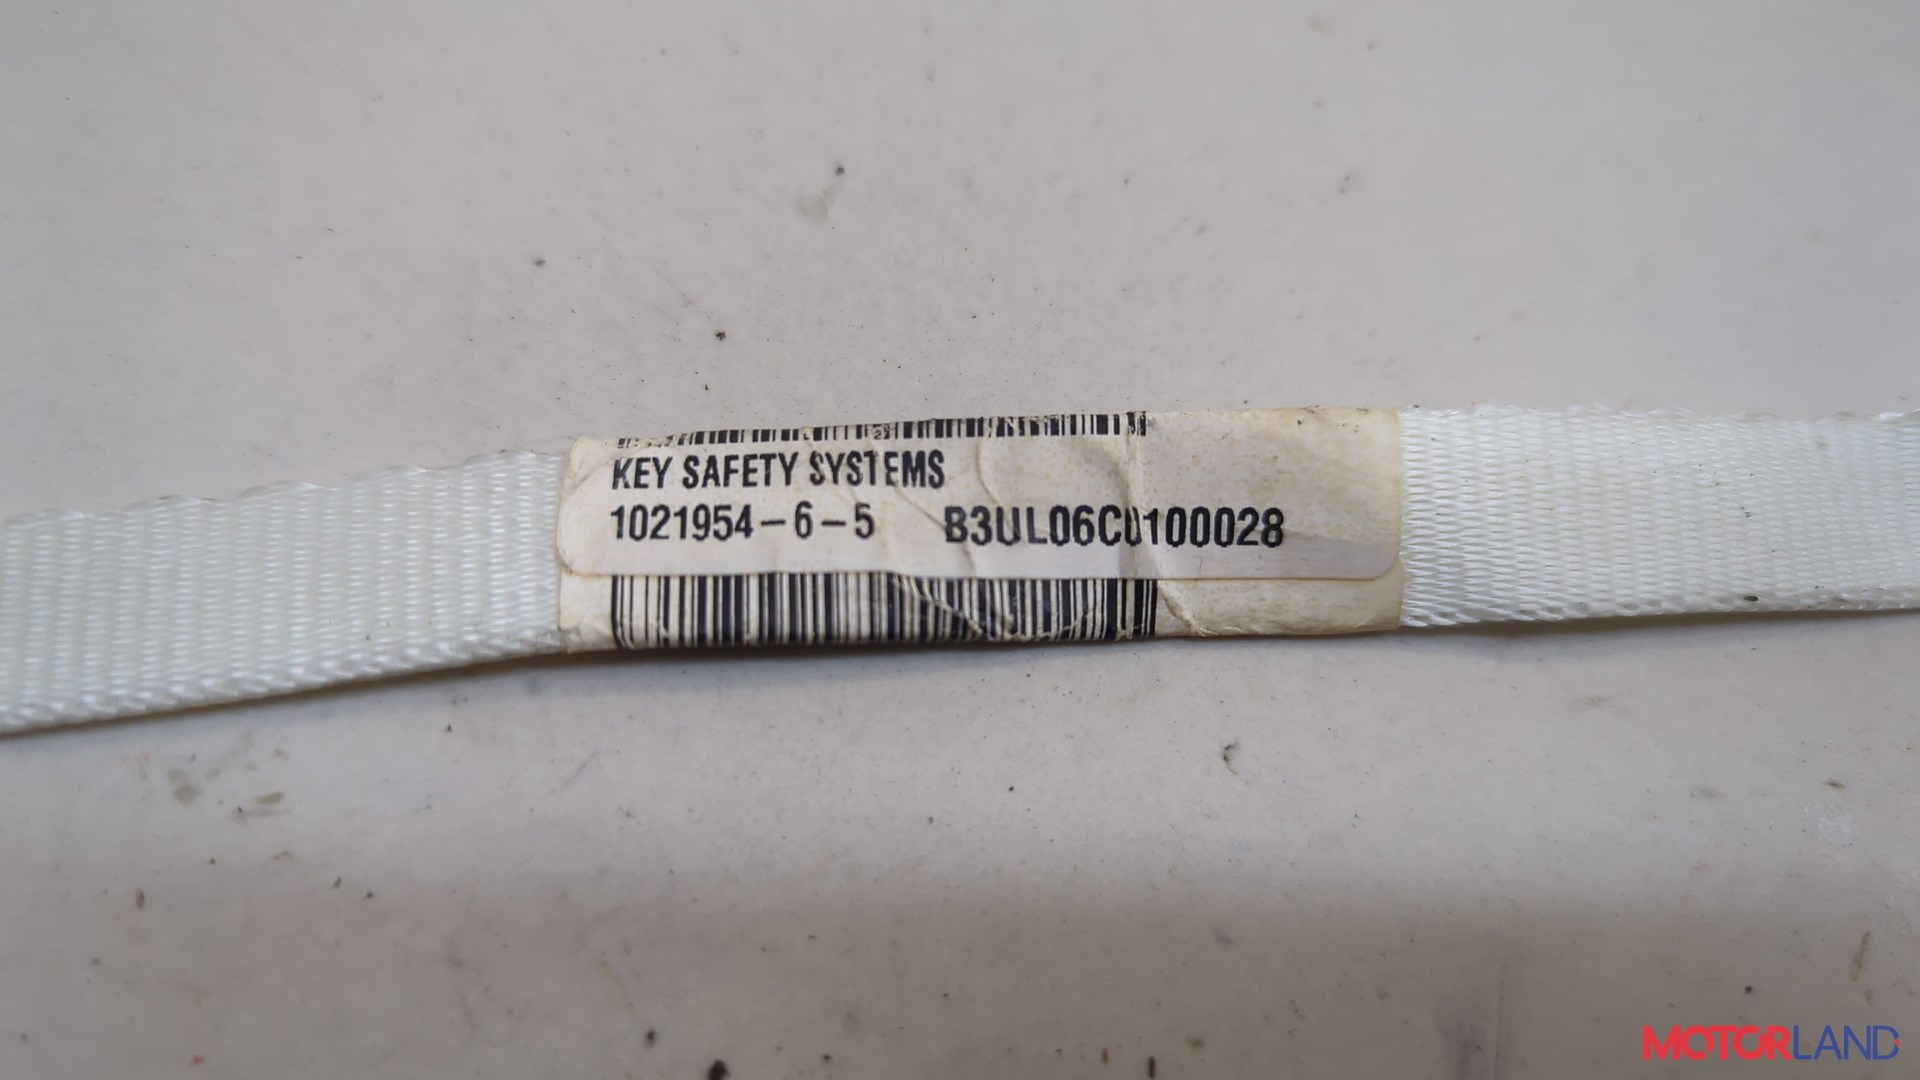 KEY SAFETY SYSTEMS
1021954-6-5 B3UL06C0100028
MOTORLAND